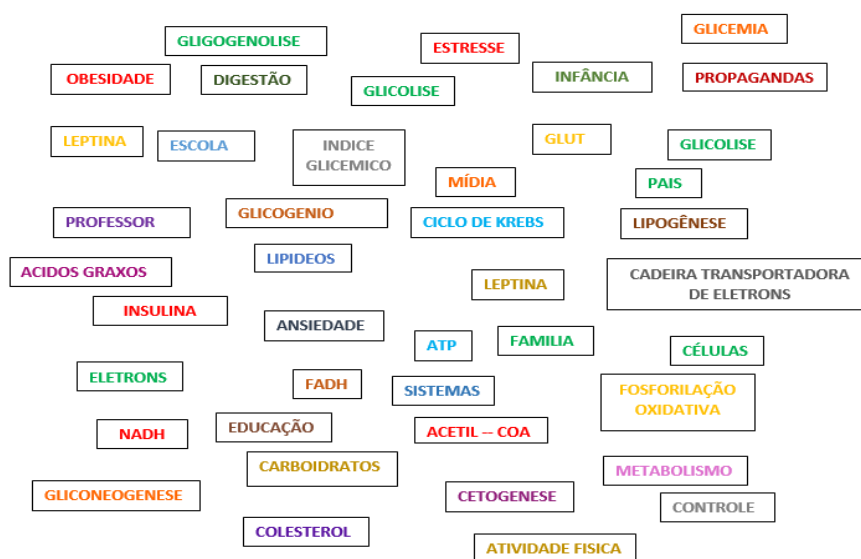 GLICEMIA
GLIGOGENOLISE
ESTRESSE
OBESIDADE
DIGESTÃO
GLICOLISE
INFÂNCIA
PROPAGANDAS
LEPTINA
ESCOLA
INDICE
GLICEMICO
GLUT
GLICOLISE
MÍDIA
PAIS
PROFESSOR
GLICOGENIO
CICLO DE KREBS
LIPOGÊNESE
ACIDOS GRAXOS
LIPIDEOS
LEPTINA
CADEIRA TRANSPORTADORA
DE ELETRONS
INSULINA
ANSIEDADE
ATP
FAMILIA
CÉLULAS
ELETRONS
FADH
SISTEMAS
FOSFORILAÇÃO
OXIDATIVA
NADH
EDUCAÇÃO
ACETIL -- COA
CARBOIDRATOS
METABOLISMO
GLICONEOGENESE
CETOGENESE
CONTROLE
COLESTEROL
ATIVIDADE FISICA